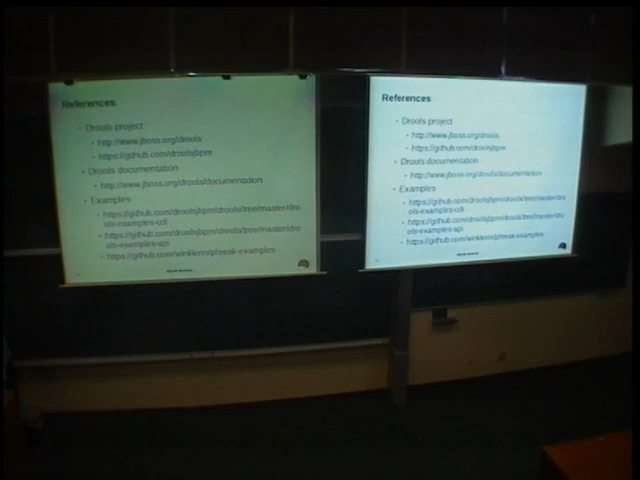 References
Drools project
http://www.jboss.org/drools
https://github.com/droolsjbpm
Drools documentation
http://www.jboss.org/drools/documentation
Examples
https://github.com/droolsjbpm/drools/tree/master/dro
ols-examples-cdi
https://github.com/droolsjbpm/drools/tree/master/dro
ols-examples-api
https://github.com/winklerm/phreak-examples
References
Drools project
http://www.jboss.org/drools
https://github.com/droolsjbpm
Drools documentation
http://www.jboss.org/drools/documentation
Examples
https://github.com/droolsjbpm/drools/tree/master/dro
ols-examples-cdi
https://github.com/droolsjbpm/drools/tree/master/dro
ols-examples-api
https://github.com/winklerm/phreak-examples